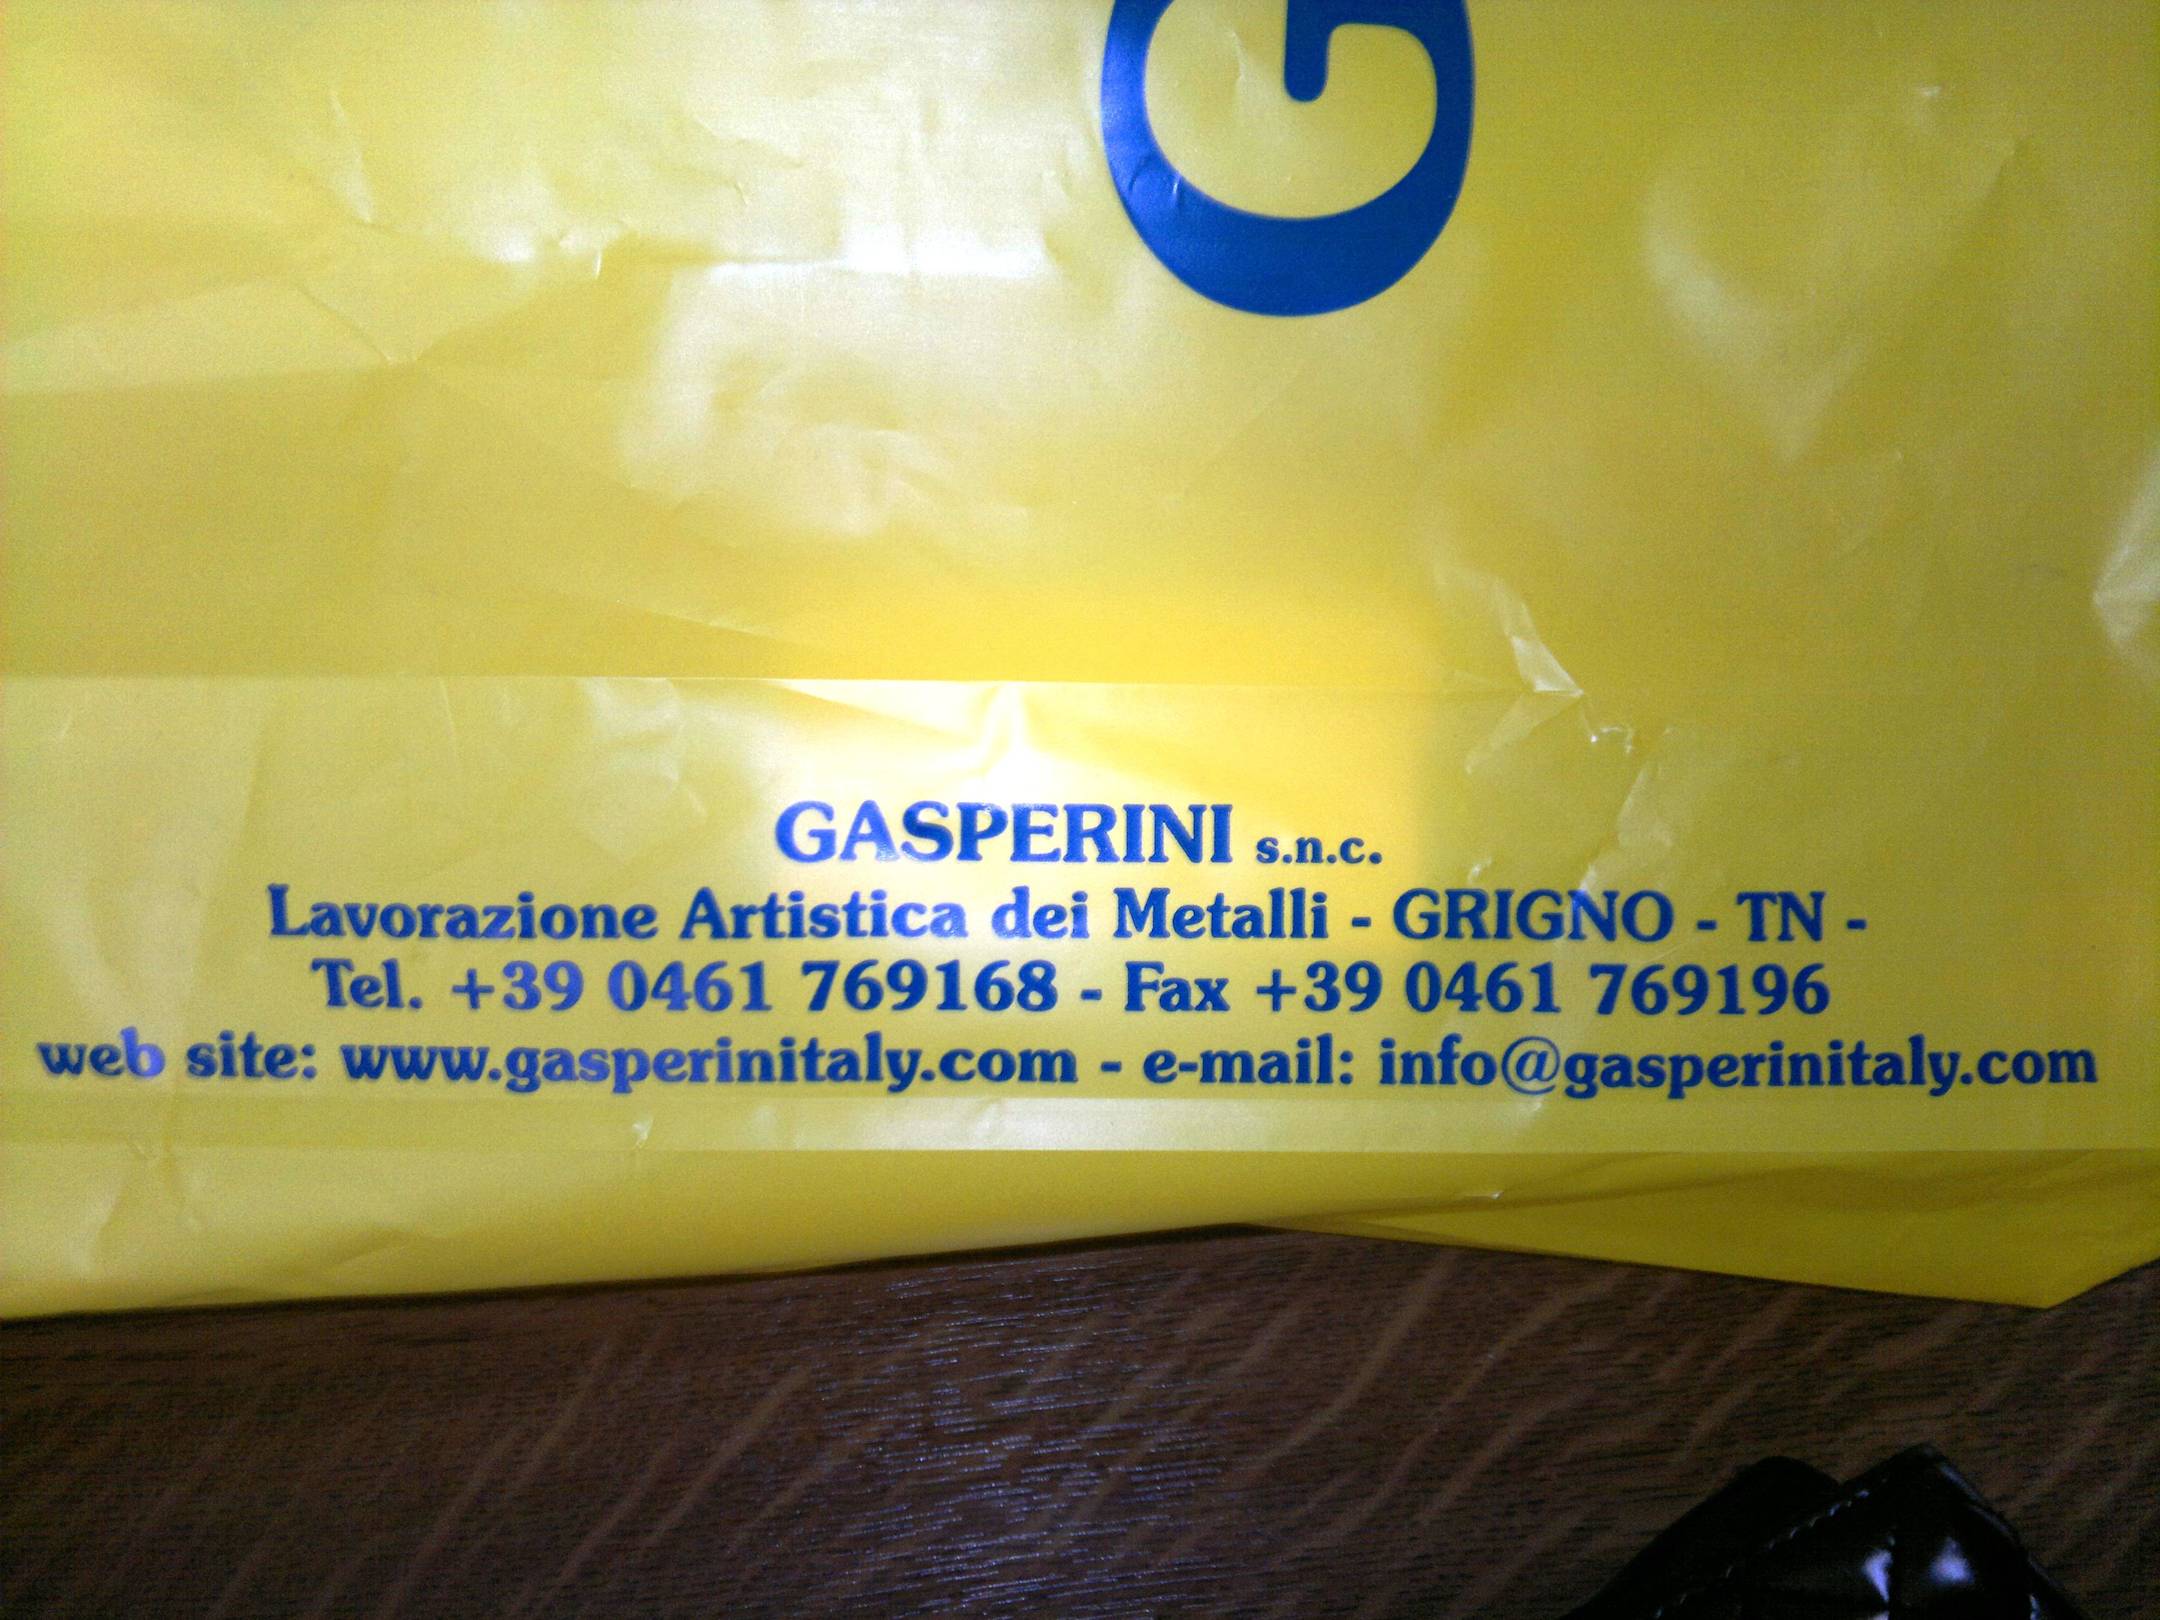 G
GASPERINI s.n.c.
Lavorazione Artistica dei Metalli - GRIGNO - TN -
Tel. +39 0461 769168 - Fax +39 0461 769196
web site: www.gasperinitaly.com - e-mail: info@gasperinitaly.com